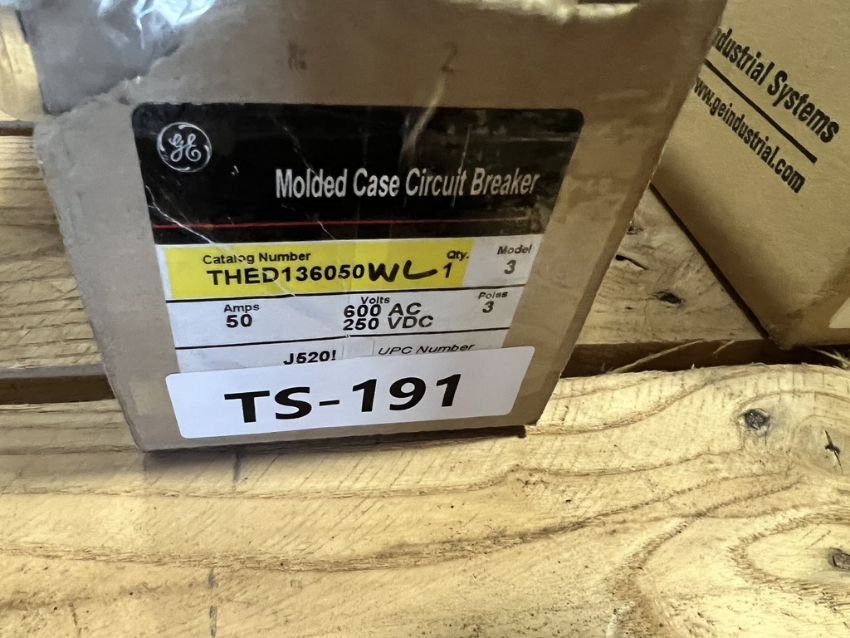 GE
Molded Case Circuit Breaker
Catalog Number Qty. Model
THED136050WL 1 3
Amps Volts Poles
50 600 AC 3
250 VDC
J520! UPC Number
TS-191
dustrial Systems
www.geindustrial.com